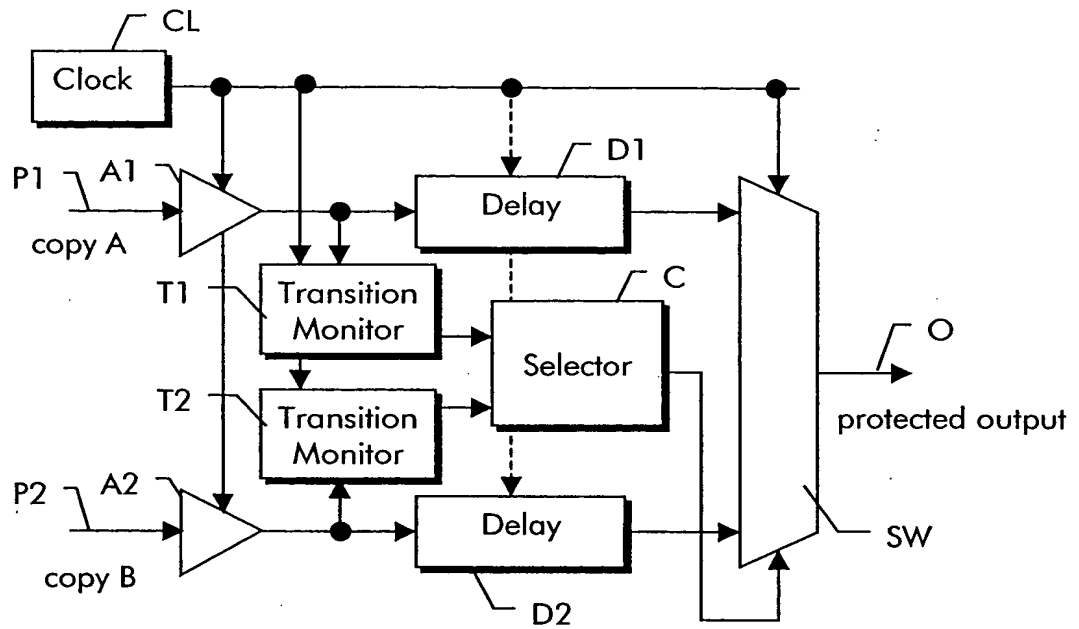 CL
Clock
P1
A1
copy A
D1
Delay
T1
Transition
Monitor
C
Selector
O
protected output
T2
Transition
Monitor
P2
A2
copy B
Delay
D2
SW